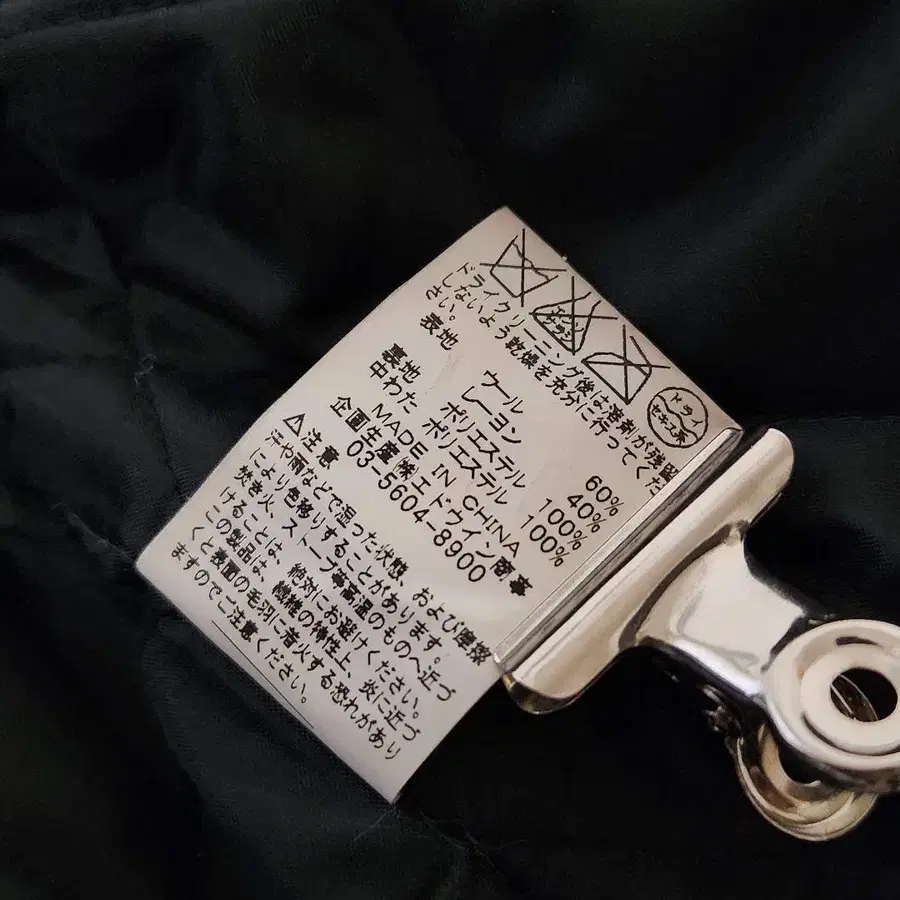 エンソ
サラシ
ドライ
セキユ系
ドライクリーニング後は溶剤が残留
しないよう乾燥を充分に行ってくだ
さい。
表地 ウール 60%
レーヨン 40%
裏地 ポリエステル 100%
中わた ポリエステル 100%
MADE IN CHINA
企画生産 ㈱エドウイン商事
03-5604-8900
⚠注意
汗や雨などで湿った状態、および摩擦
により色移りすることがあります。
焚き火、ストーブ等高温のものへ近づ
けることは、絶対にお避けください。
この製品は、繊維の特性上、炎に近づ
くと表面の毛羽に着火する恐れがあり
ますのでご注意ください。